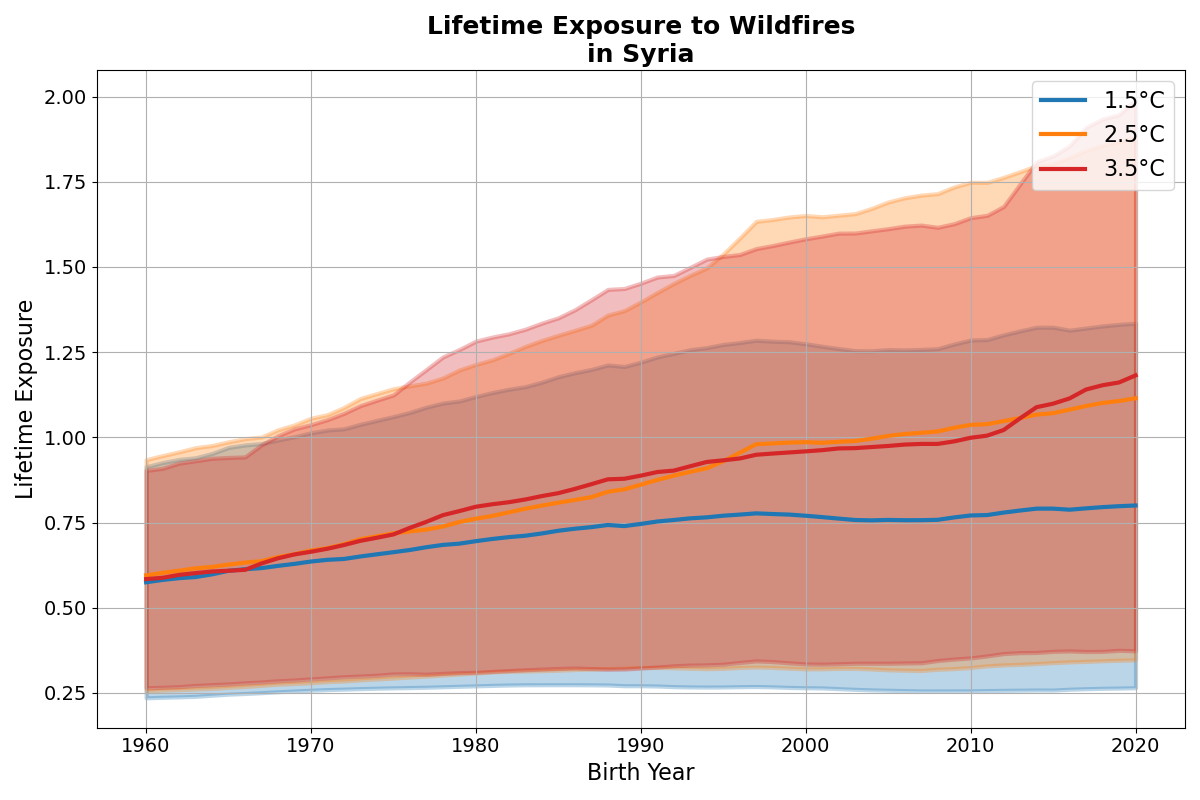 Lifetime Exposure to Wildfires
in Syria
1.5°C
2.5°C
3.5°C
Lifetime Exposure
2.00
1.75
1.50
1.25
1.00
0.75
0.50
0.25
1960 1970 1980 1990 2000 2010 2020
Birth Year